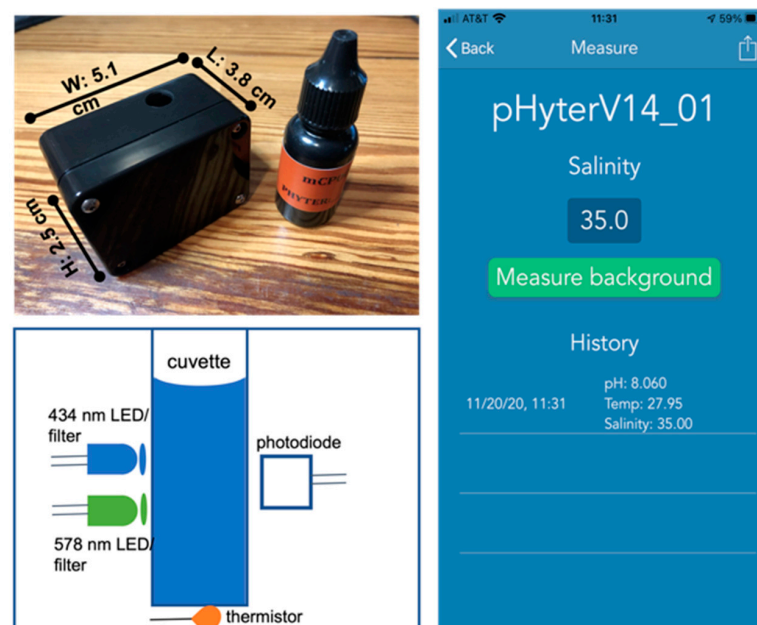 W: 5.1
cm
L: 3.8 cm
H: 2.5 cm
PHYTER
cuvette
434 nm LED/
filter
photodiode
578 nm LED/
filter
thermistor
AT&T
11:31
59%
Back
Measure
pHyterV14_01
Salinity
35.0
Measure background
History
11/20/20, 11:31
pH: 8.060
Temp: 27.95
Salinity: 35.00